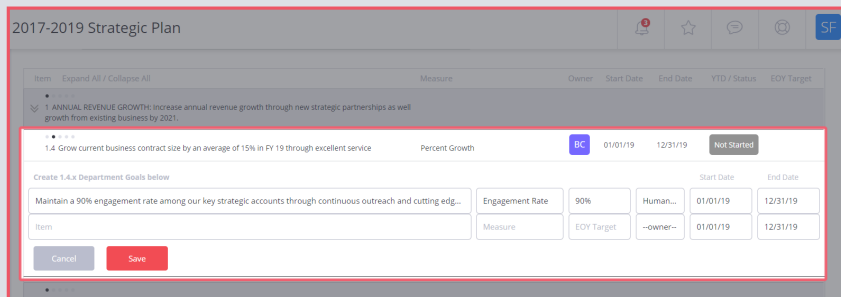 2017-2019 Strategic Plan
3
SF
Item Expand All / Collapse All Measure Owner Start Date End Date YTD / Status EOY Target
1 ANNUAL REVENUE GROWTH: Increase annual revenue growth through new strategic partnerships as well
growth from existing business by 2021.
1.4 Grow current business contract size by an average of 15% in FY 19 through excellent service Percent Growth BC 01/01/19 12/31/19 Not Started
Create 1.4.x Department Goals below Start Date End Date
Maintain a 90% engagement rate among our key strategic accounts through continuous outreach and cutting edg... Engagement Rate 90% Human... 01/01/19 12/31/19
Item Measure EOY Target --owner-- 01/01/19 12/31/19
Cancel Save